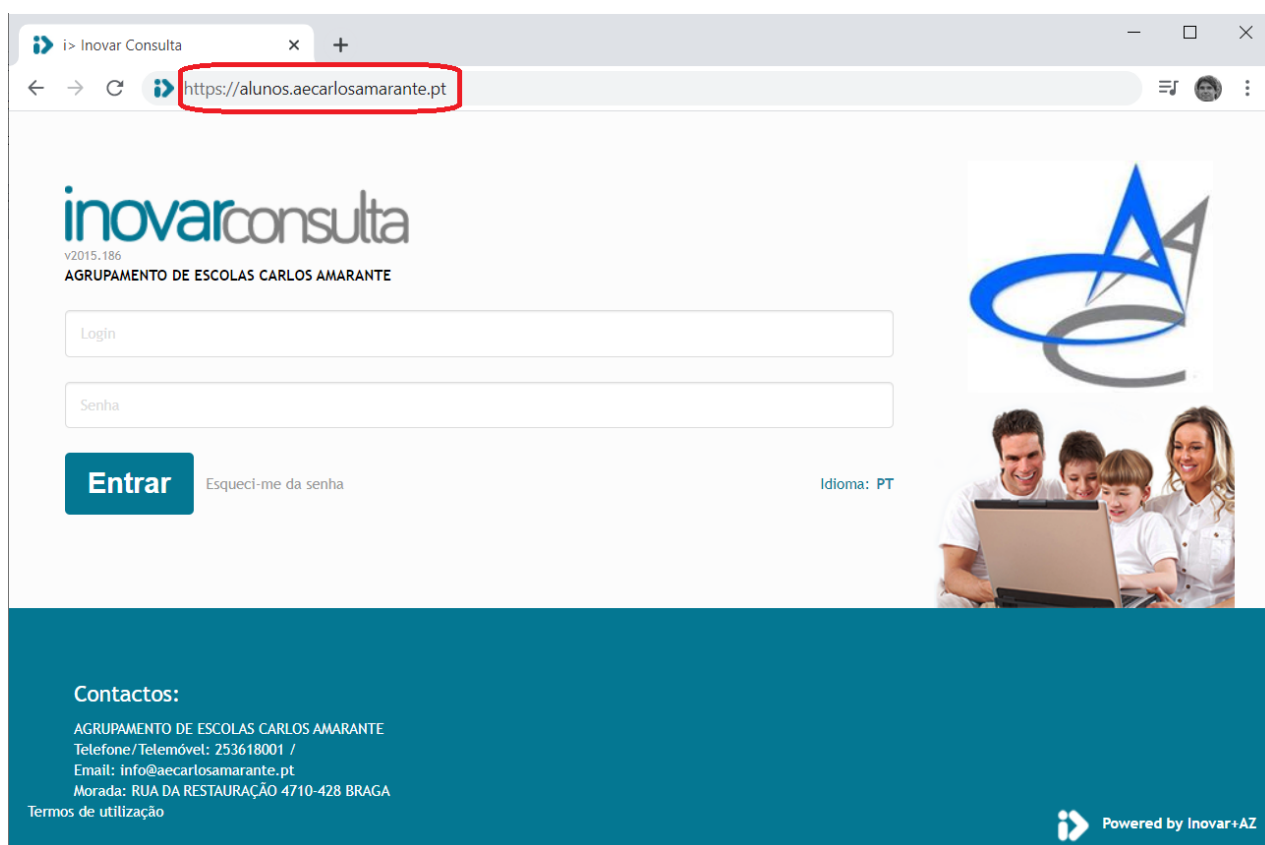 i> Inovar Consulta
https://alunos.aecarlosamarante.pt
inovarconsulta
v2015.186
AGRUPAMENTO DE ESCOLAS CARLOS AMARANTE
Login
Senha
Entrar
Esqueci-me da senha
Idioma: PT
Contactos:
AGRUPAMENTO DE ESCOLAS CARLOS AMARANTE
Telefone/Telemóvel: 253618001 /
Email: info@aecarlosamarante.pt
Morada: RUA DA RESTAURAÇÃO 4710-428 BRAGA
Termos de utilização
Powered by Inovar+AZ